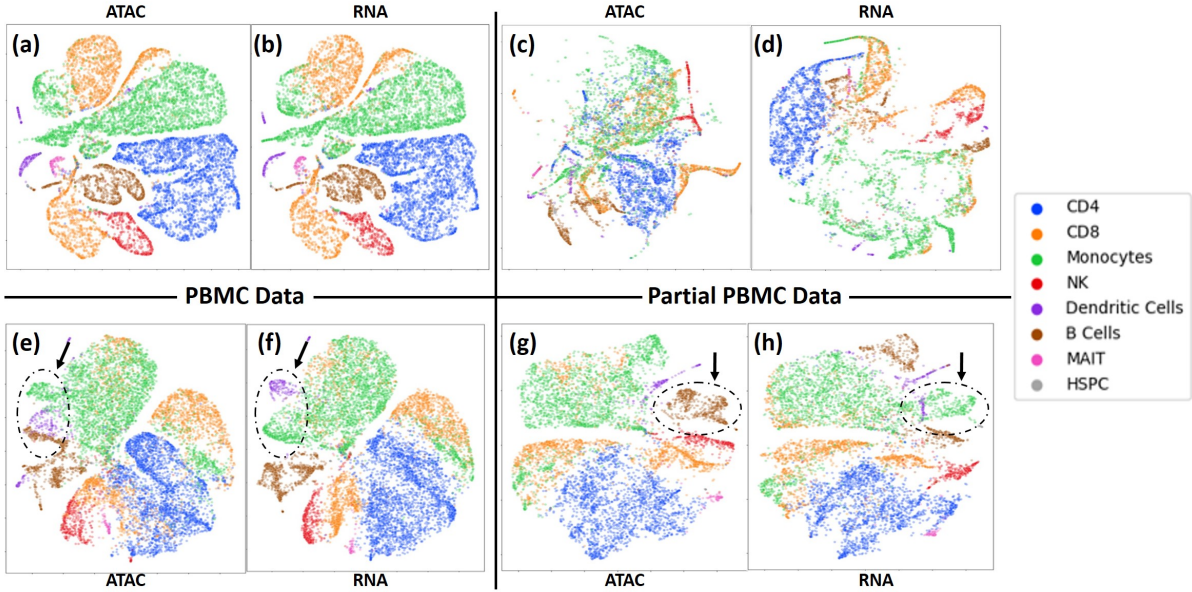 ATAC RNA ATAC RNA
(a) (b) (c) (d)
CD4
CD8
Monocytes
NK
Dendritic Cells
B Cells
MAIT
HSPC
PBMC Data Partial PBMC Data
(e) (f) (g) (h)
ATAC RNA ATAC RNA